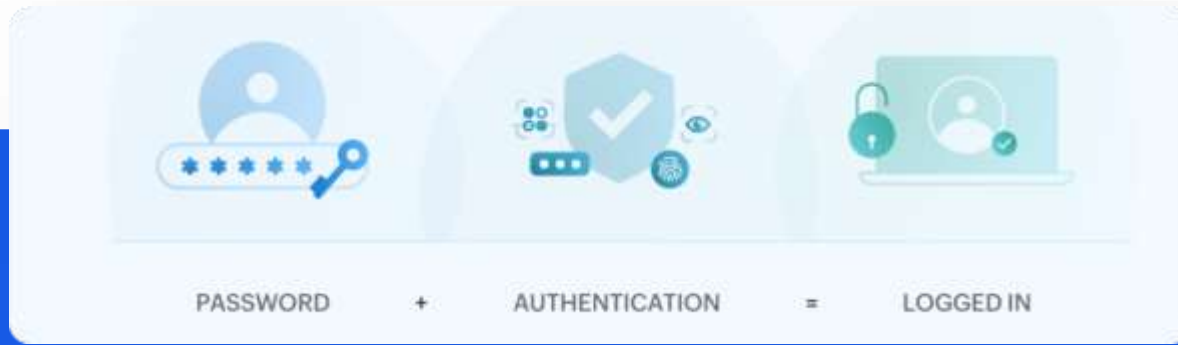 PASSWORD + AUTHENTICATION = LOGGED IN